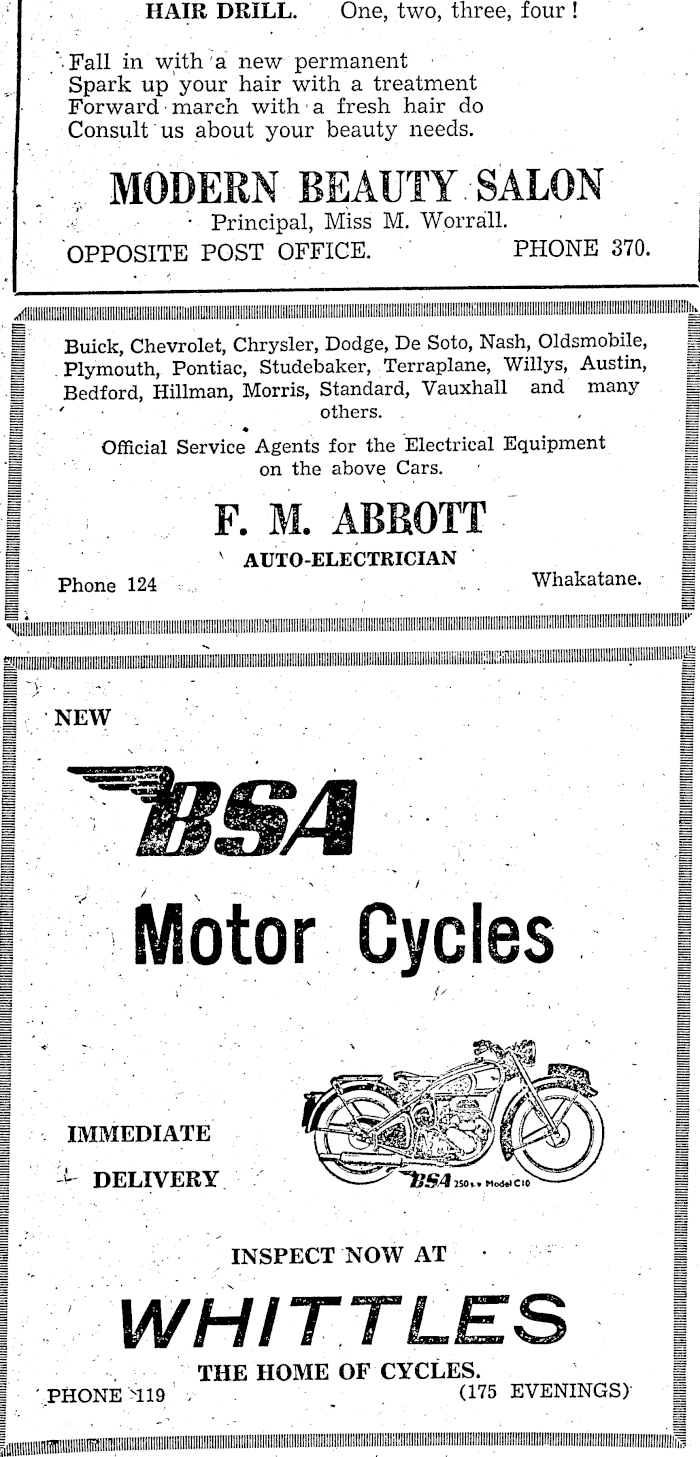 HAIR DRILL. One, two, three, four !
Fall in with a new permanent
Spark up your hair with a treatment
Forward march with a fresh hair do
Consult us about your beauty needs.
MODERN BEAUTY SALON
Principal, Miss M. Worrall.
OPPOSITE POST OFFICE. PHONE 370.
Buick, Chevrolet, Chrysler, Dodge, De Soto, Nash, Oldsmobile,
Plymouth, Pontiac, Studebaker, Terraplane, Willys, Austin,
Bedford, Hillman, Morris, Standard, Vauxhall and many
others.
Official Service Agents for the Electrical Equipment
on the above Cars.
F. M. ABBOTT
AUTO-ELECTRICIAN
Phone 124 Whakatane.
NEW
BSA
Motor Cycles
IMMEDIATE
DELIVERY
BSA 250 s.v Model C10
INSPECT NOW AT
WHITTLES
THE HOME OF CYCLES.
PHONE 119 (175 EVENINGS)